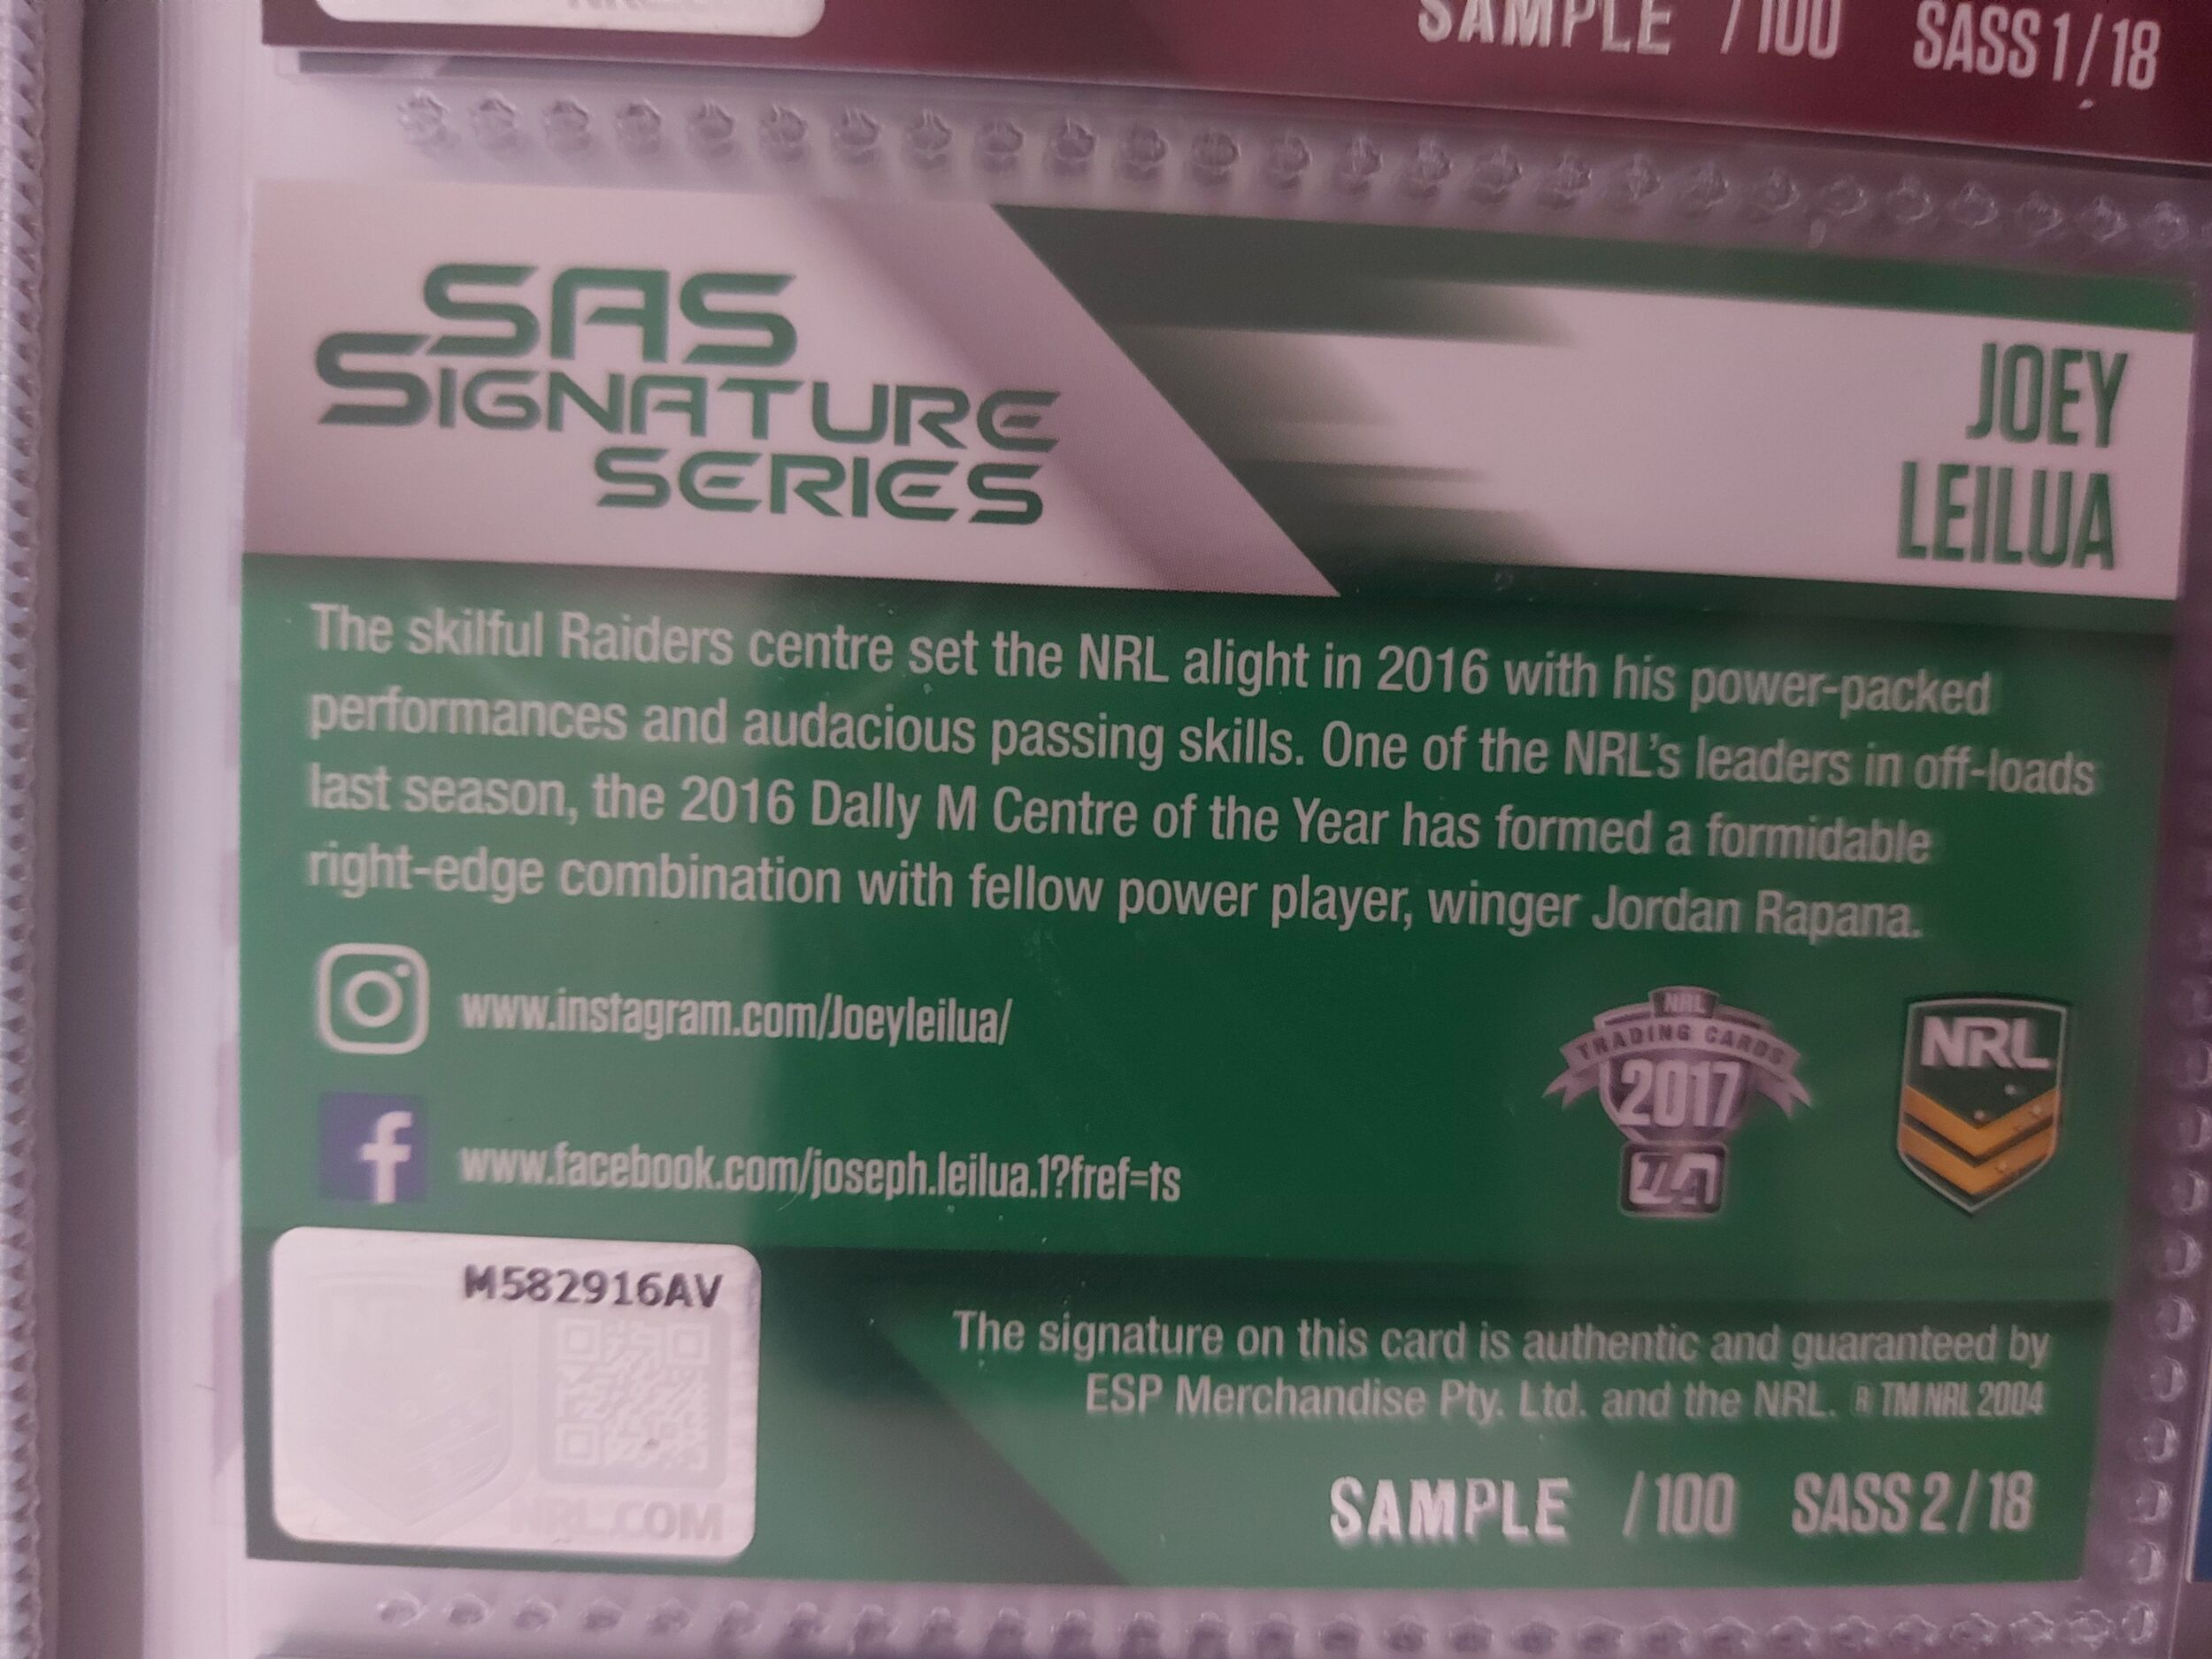 SAMPLE /100 SASS 1/18
SAS
SIGNATURE
SERIES
JOEY
LEILUA
The skilful Raiders centre set the NRL alight in 2016 with his power-packed
performances and audacious passing skills. One of the NRL's leaders in off-loads
last season, the 2016 Dally M Centre of the Year has formed a formidable
right-edge combination with fellow power player, winger Jordan Rapana.
www.instagram.com/Joeyleilua/
f www.facebook.com/joseph.leilua.1?fref=ts
NRL
TRADING CARDS
2017
TLA
NRL
M582916AV
NRL.COM
The signature on this card is authentic and guaranteed by
ESP Merchandise Pty. Ltd. and the NRL. ® TM NRL 2004
SAMPLE /100 SASS 2/18